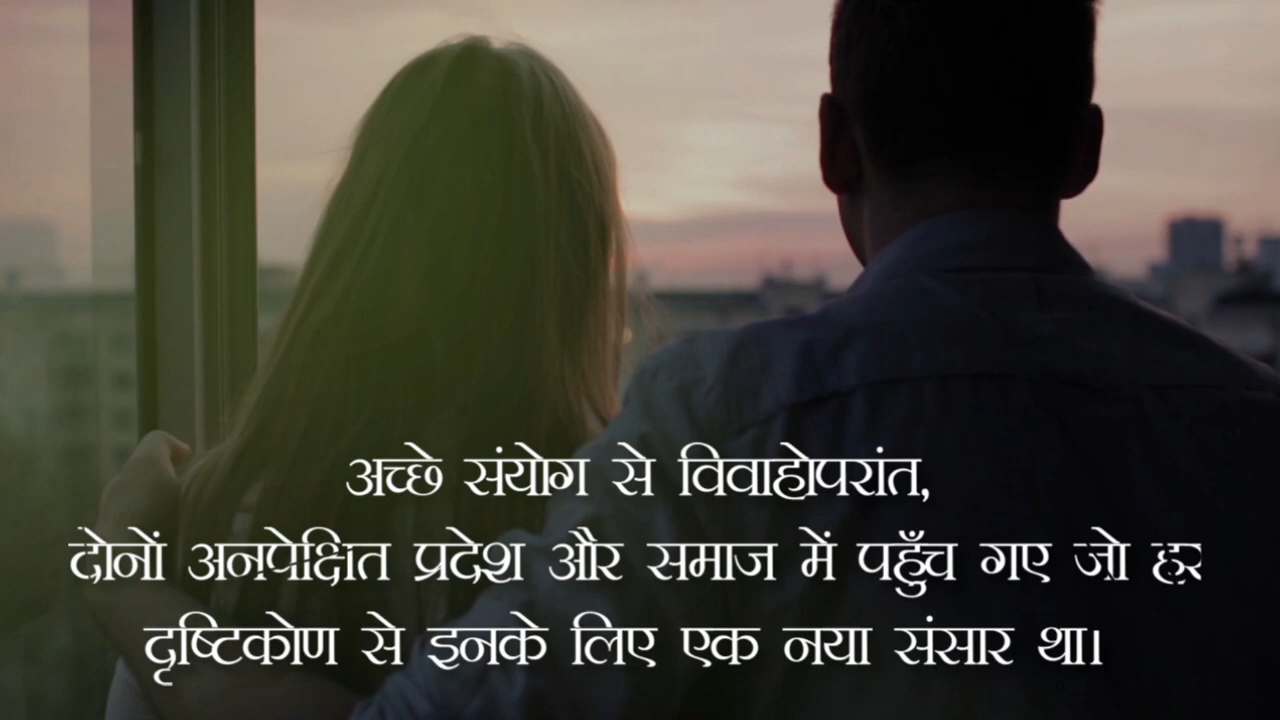 अच्छे संयोग से विवाहोपरांत,
दोनों अनपेक्षित प्रदेश और समाज में पहुँच गए जो हर
दृष्टिकोण से इनके लिए एक नया संसार था।